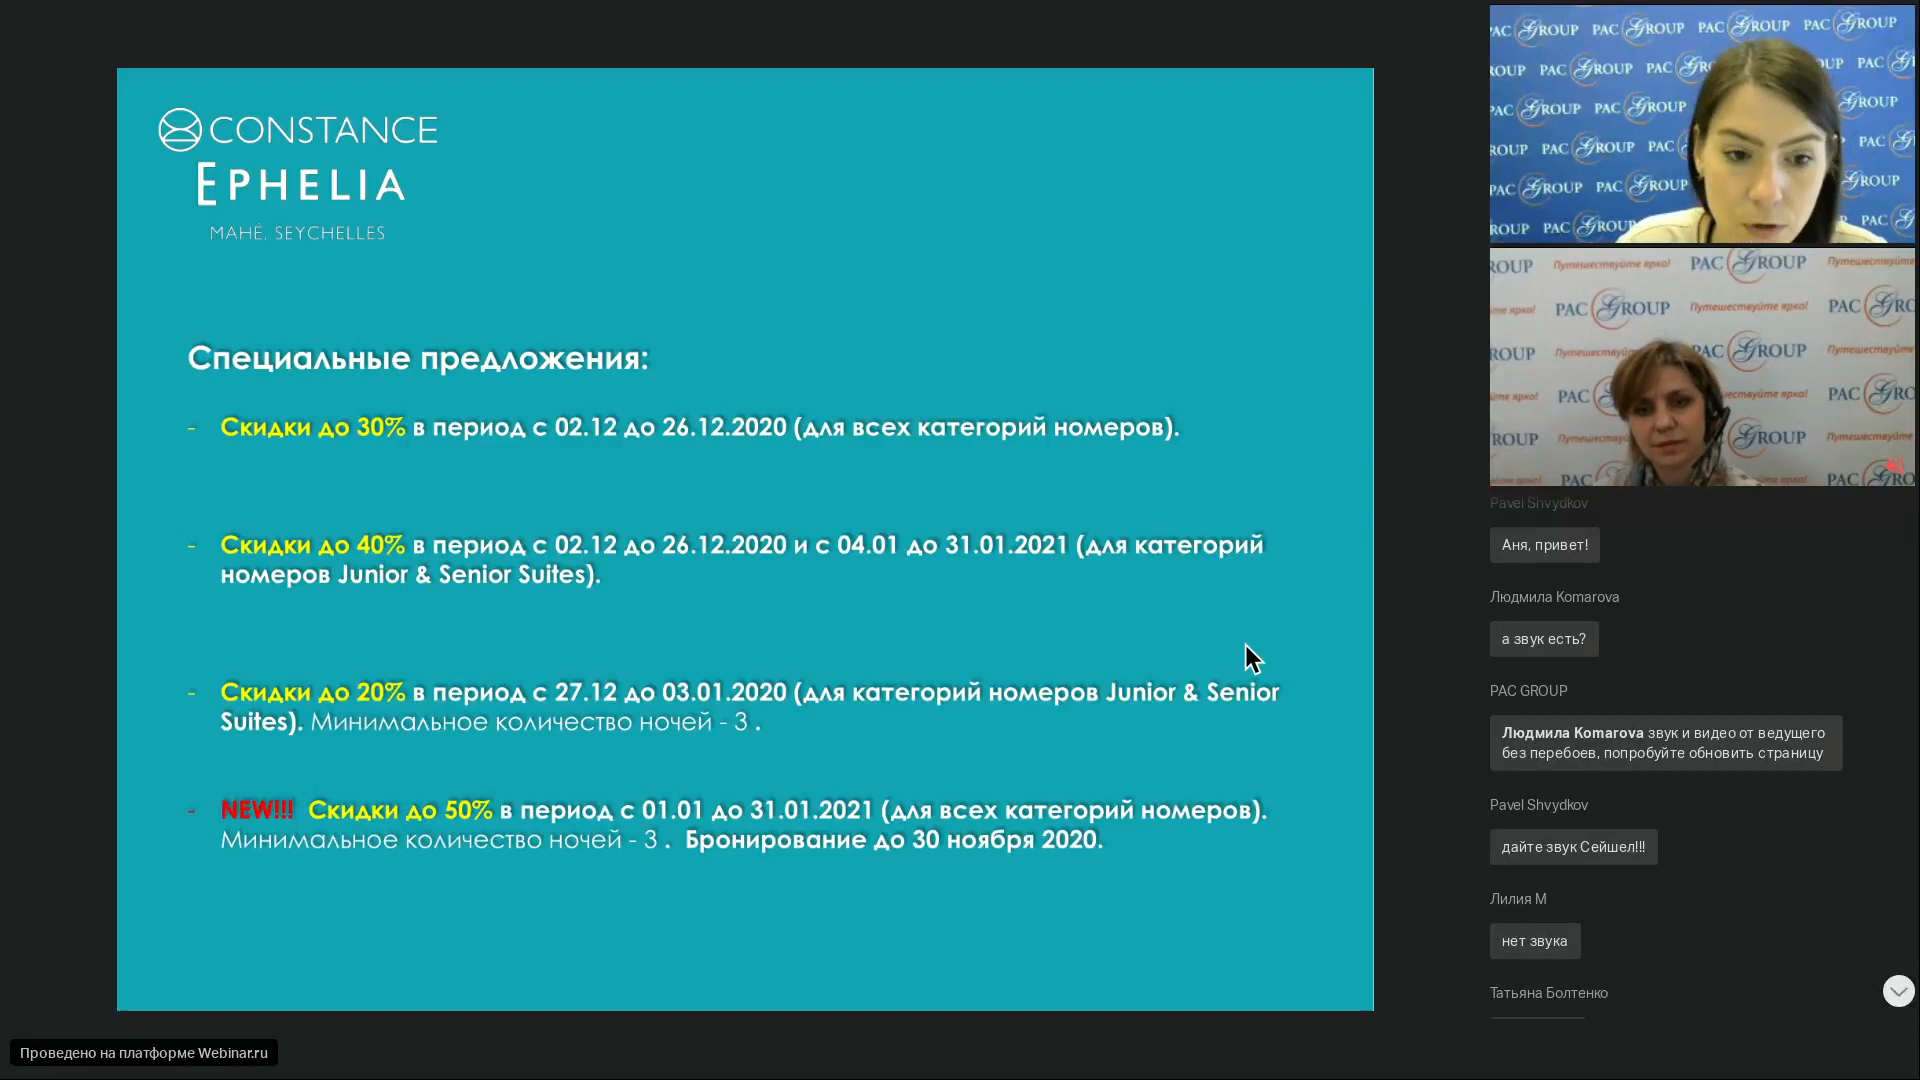 CONSTANCE
EPHELIA
MAHÉ, SEYCHELLES
Специальные предложения:
- Скидки до 30% в период с 02.12 до 26.12.2020 (для всех категорий номеров).
- Скидки до 40% в период с 02.12 до 26.12.2020 и с 04.01 до 31.01.2021 (для категорий
номеров Junior & Senior Suites).
- Скидки до 20% в период с 27.12 до 03.01.2020 (для категорий номеров Junior & Senior
Suites). Минимальное количество ночей - 3 .
- NEW!!! Скидки до 50% в период с 01.01 до 31.01.2021 (для всех категорий номеров).
Минимальное количество ночей - 3 . Бронирование до 30 ноября 2020.
Проведено на платформе Webinar.ru
PAC GROUP
PAC GROUP
Путешествуйте ярко!
Pavel Shvydkov
Аня, привет!
Людмила Komarova
а звук есть?
PAC GROUP
Людмила Komarova звук и видео от ведущего
без перебоев, попробуйте обновить страницу
Pavel Shvydkov
дайте звук Сейшел!!!
Лилия М
нет звука
Татьяна Болтенко